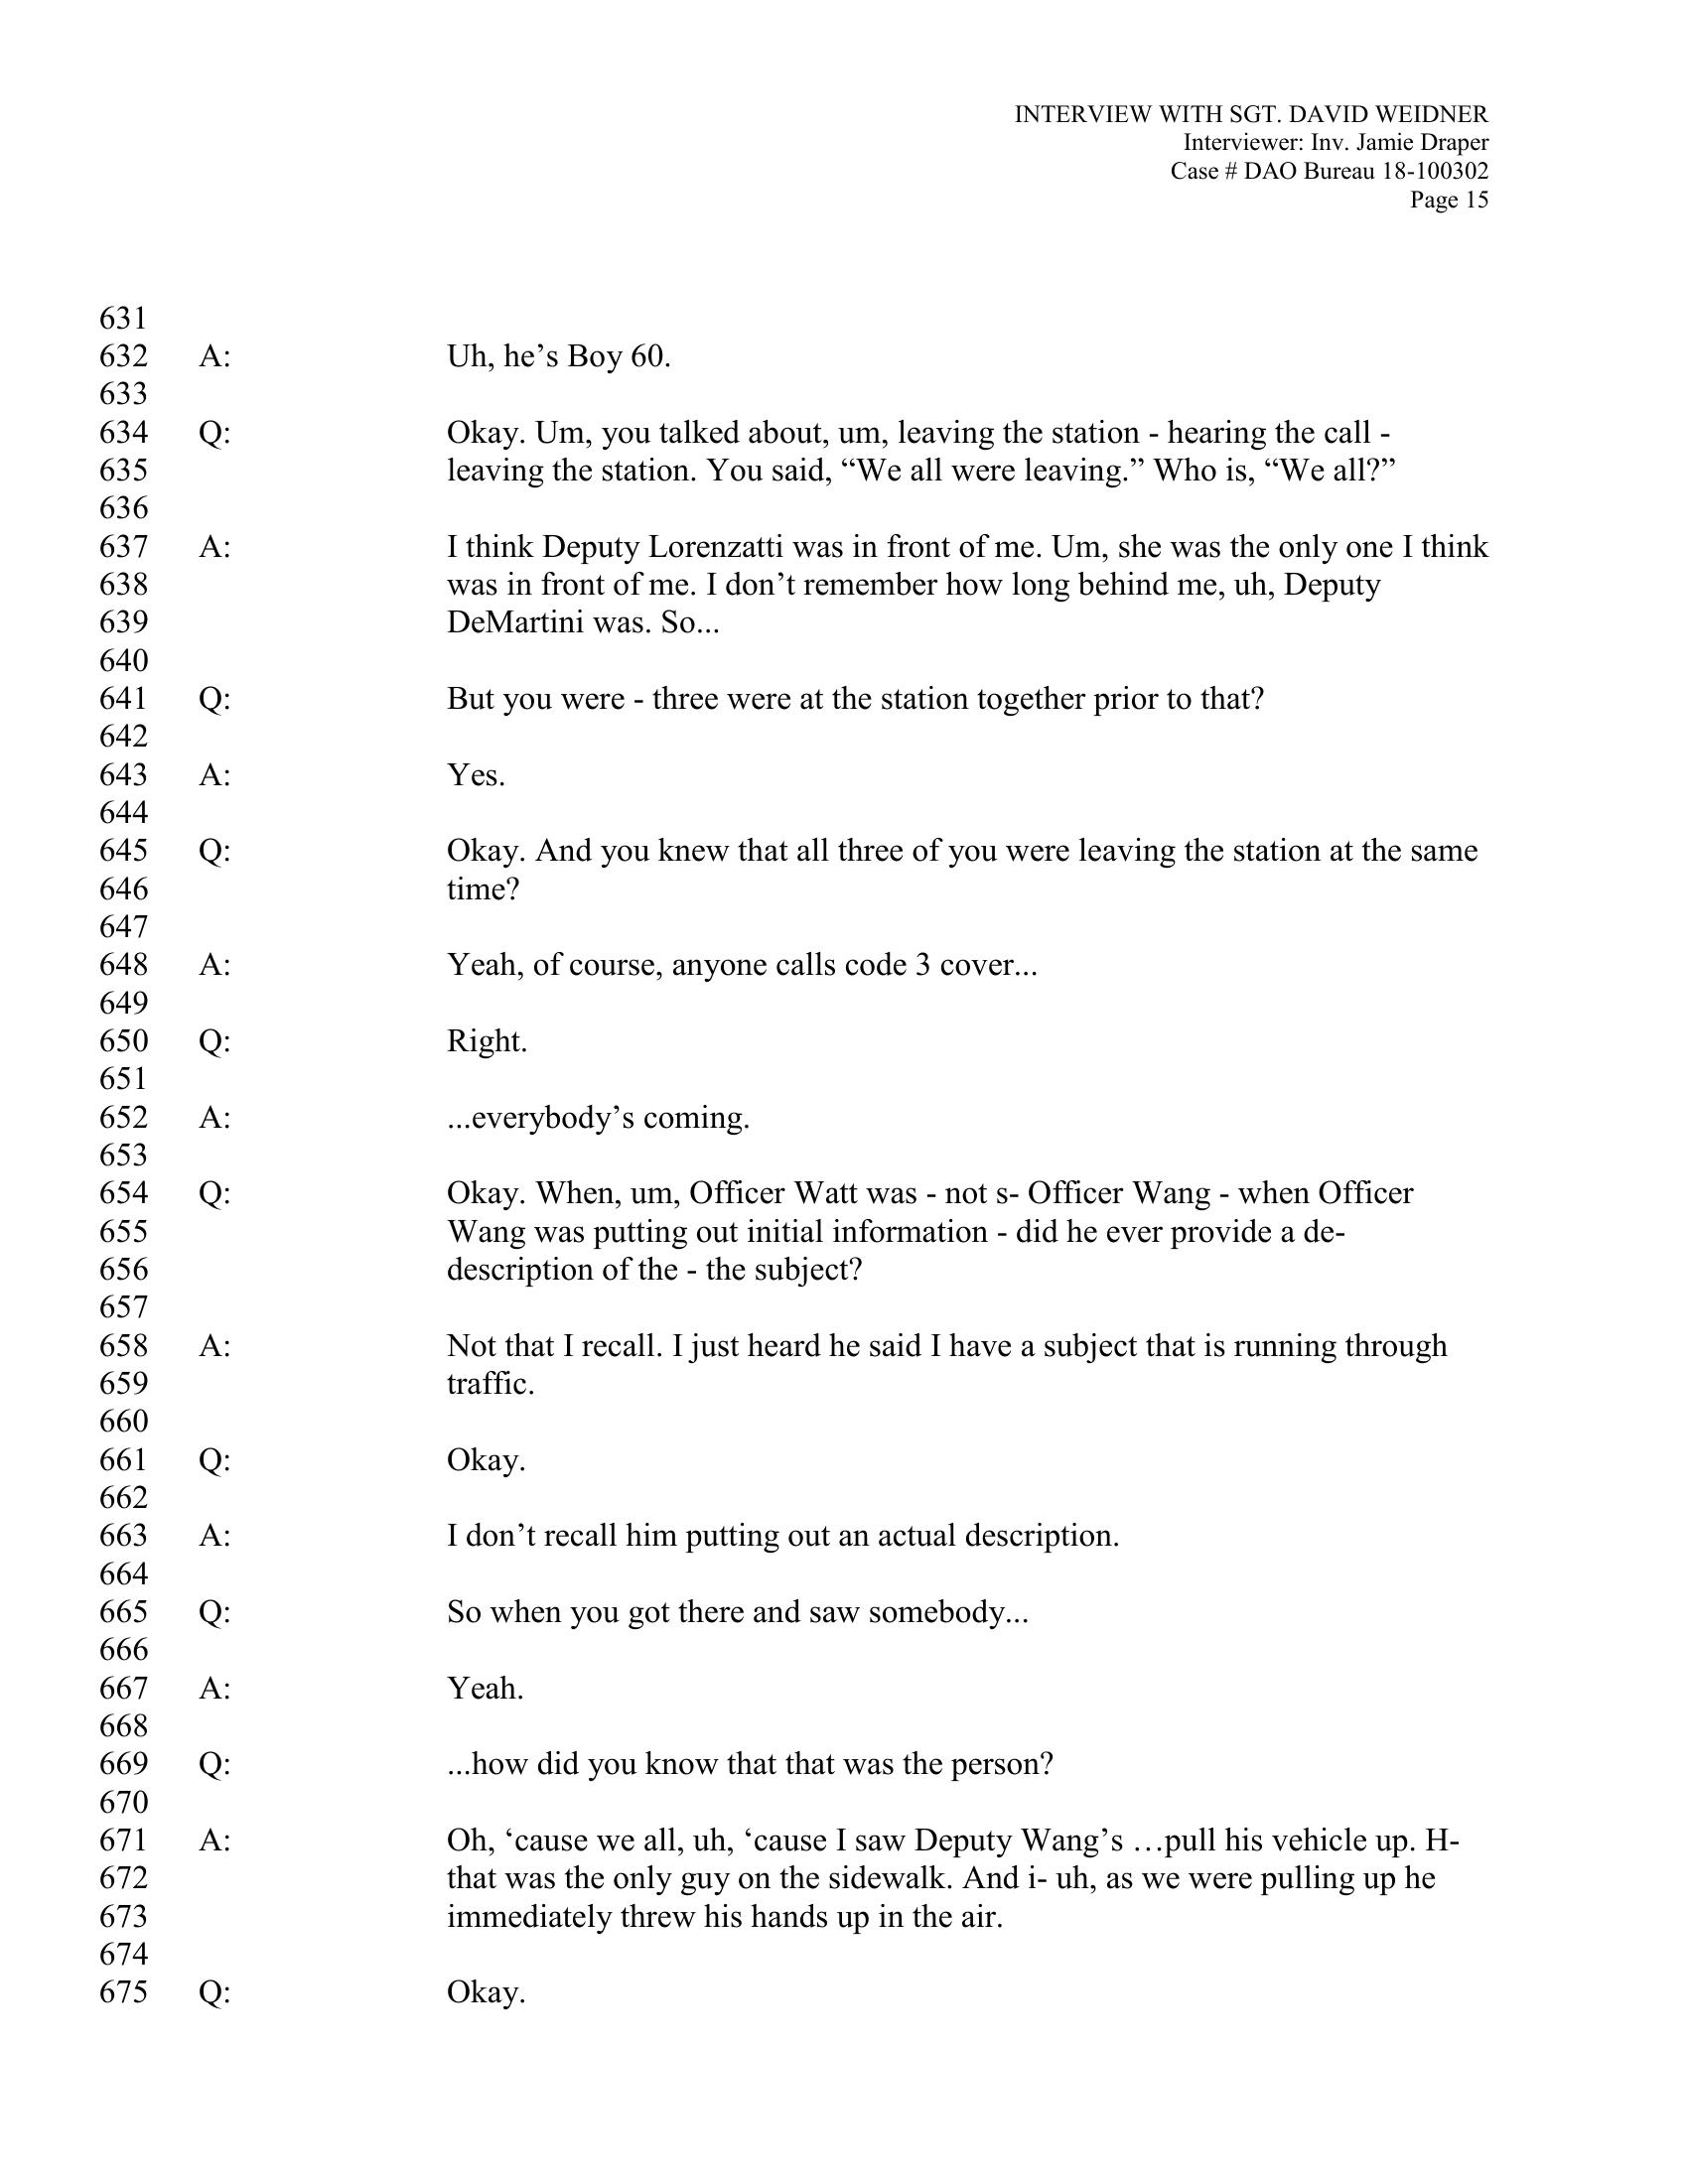 INTERVIEW WITH SGT. DAVID WEIDNER
Interviewer: Inv. Jamie Draper
Case # DAO Bureau 18-100302
Page 15
631
632 A: Uh, he’s Boy 60.
633
634 Q: Okay. Um, you talked about, um, leaving the station - hearing the call -
635 leaving the station. You said, “We all were leaving.” Who is, “We all?”
636
637 A: I think Deputy Lorenzatti was in front of me. Um, she was the only one I think
638 was in front of me. I don’t remember how long behind me, uh, Deputy
639 DeMartini was. So...
640
641 Q: But you were - three were at the station together prior to that?
642
643 A: Yes.
644
645 Q: Okay. And you knew that all three of you were leaving the station at the same
646 time?
647
648 A: Yeah, of course, anyone calls code 3 cover...
649
650 Q: Right.
651
652 A: ...everybody’s coming.
653
654 Q: Okay. When, um, Officer Watt was - not s- Officer Wang - when Officer
655 Wang was putting out initial information - did he ever provide a de-
656 description of the - the subject?
657
658 A: Not that I recall. I just heard he said I have a subject that is running through
659 traffic.
660
661 Q: Okay.
662
663 A: I don’t recall him putting out an actual description.
664
665 Q: So when you got there and saw somebody...
666
667 A: Yeah.
668
669 Q: ...how did you know that that was the person?
670
671 A: Oh, ‘cause we all, uh, ‘cause I saw Deputy Wang’s …pull his vehicle up. H-
672 that was the only guy on the sidewalk. And i- uh, as we were pulling up he
673 immediately threw his hands up in the air.
674
675 Q: Okay.